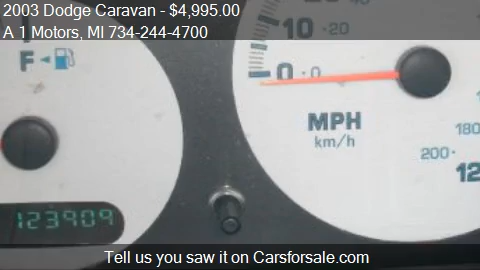 2003 Dodge Caravan - $4,995.00
A 1 Motors, MI 734-244-4700
F
20
10
20
0
0
MPH
km/h
180
200
12
123909
Tell us you saw it on Carsforsale.com